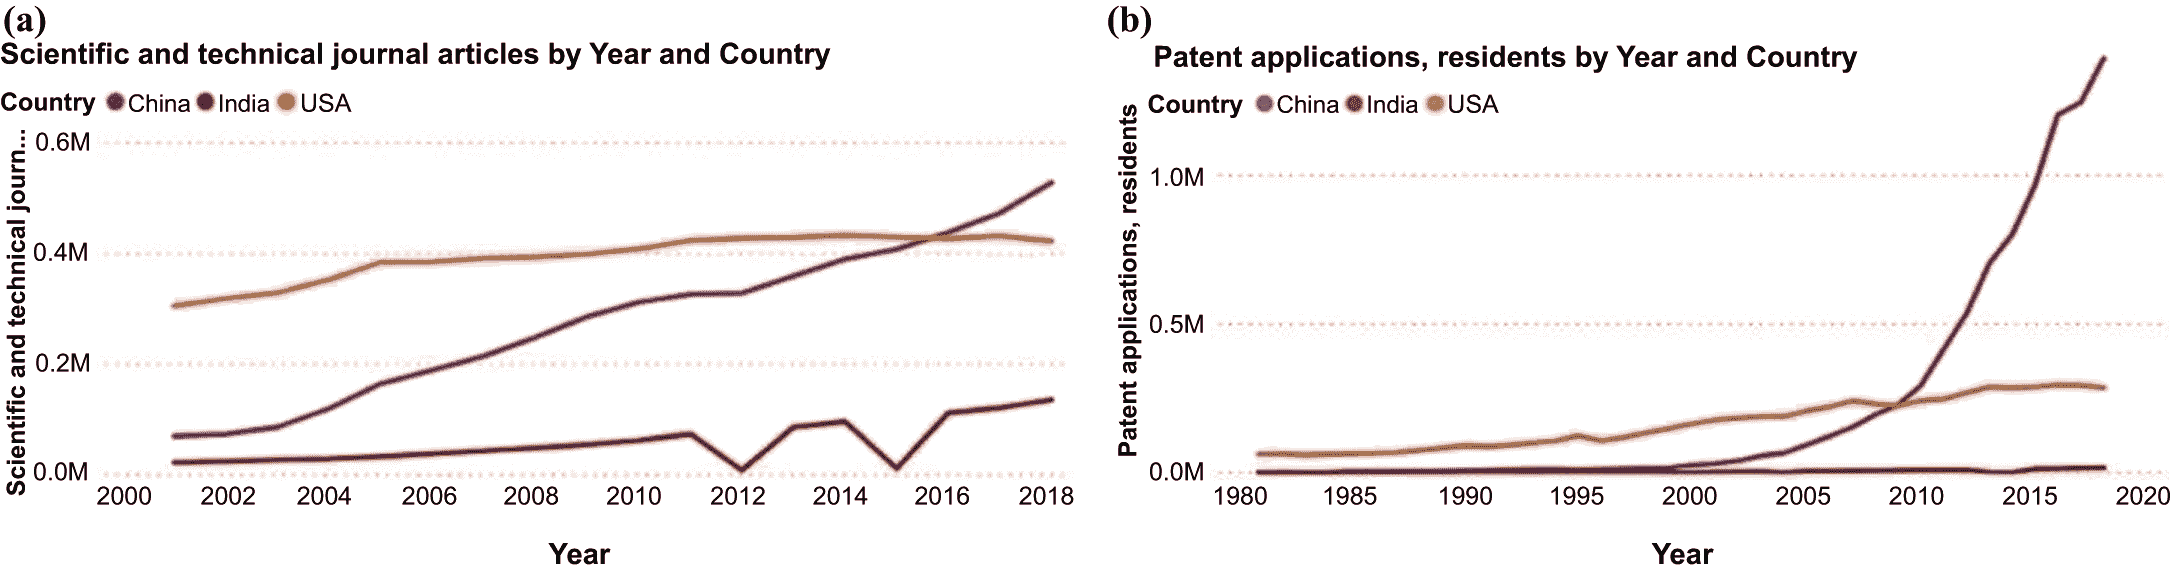 (a)
Scientific and technical journal articles by Year and Country
Country China India USA
Scientific and technical journ...
0.6M
0.4M
0.2M
0.0M
2000 2002 2004 2006 2008 2010 2012 2014 2016 2018
Year
(b)
Patent applications, residents by Year and Country
Country China India USA
Patent applications, residents
1.0M
0.5M
0.0M
1980 1985 1990 1995 2000 2005 2010 2015 2020
Year